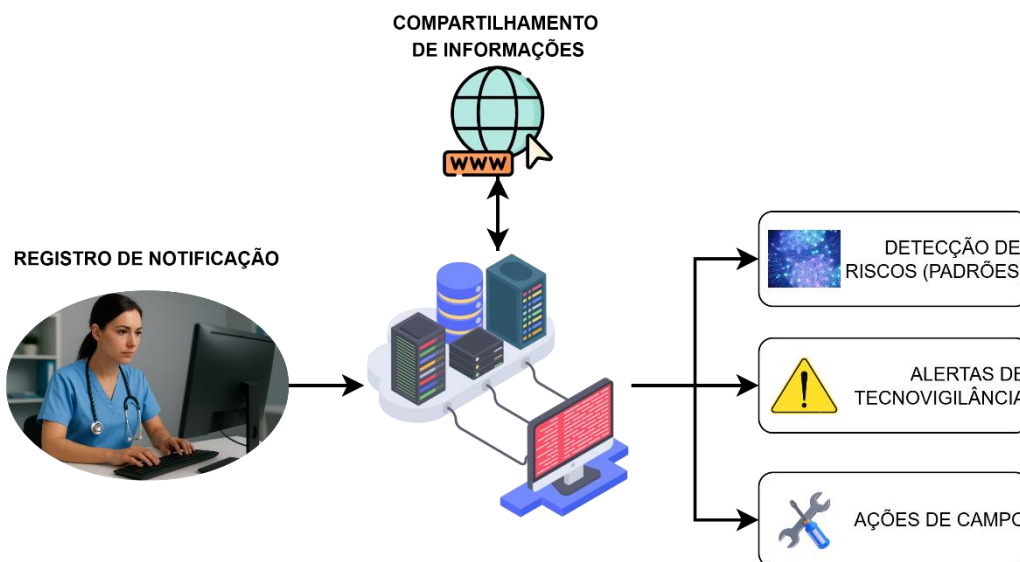 COMPARTILHAMENTO
DE INFORMAÇÕES
WWW
REGISTRO DE NOTIFICAÇÃO
DETECÇÃO DE
RISCOS (PADRÕES
ALERTAS DE
TECNOVIGILÂNCIA
AÇÕES DE CAMPO